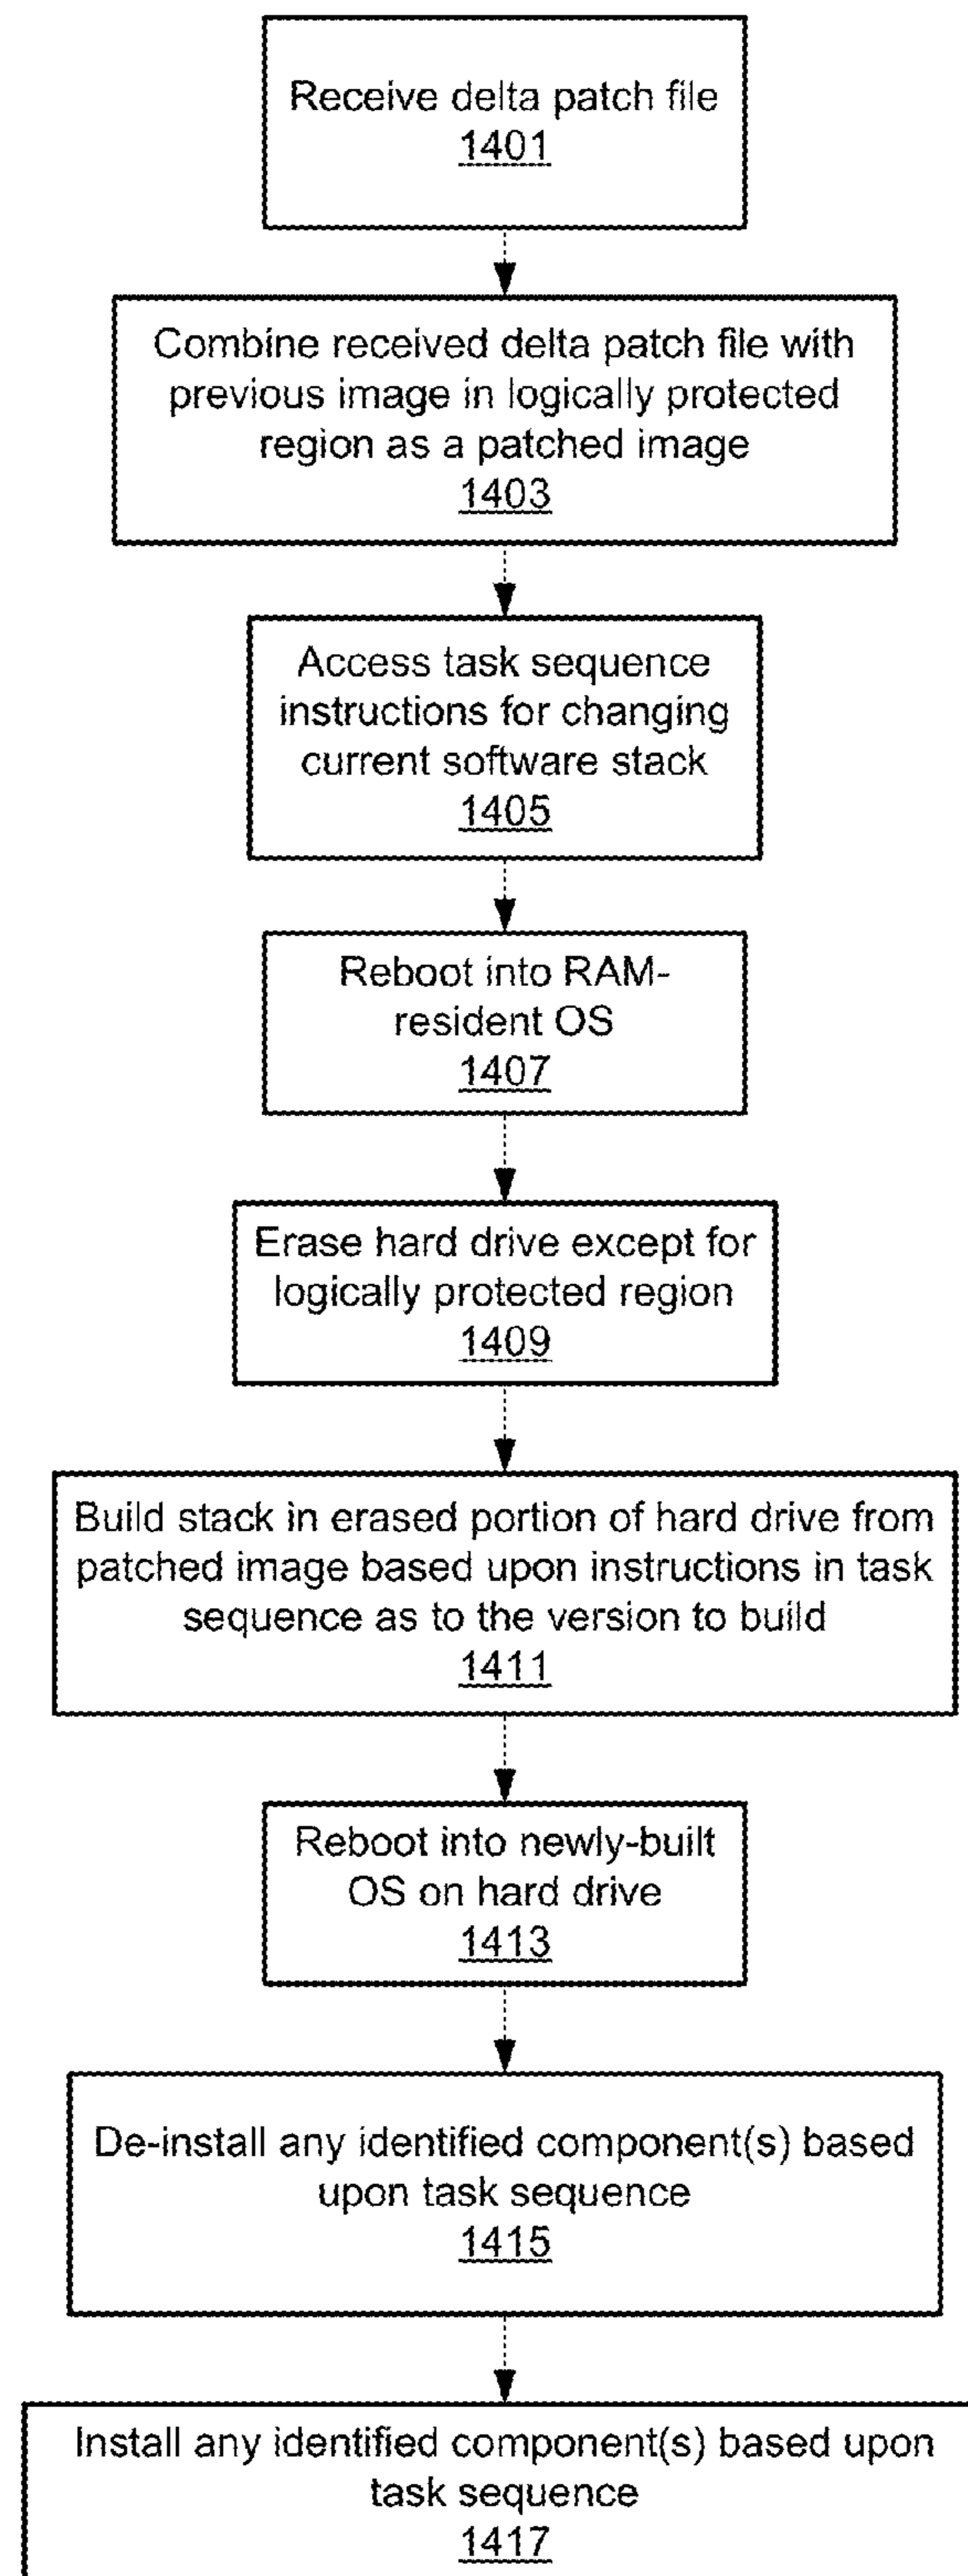 Receive delta patch file
1401
Combine received delta patch file with
previous image in logically protected
region as a patched image
1403
Access task sequence
instructions for changing
current software stack
1405
Reboot into RAM-
resident OS
1407
Erase hard drive except for
logically protected region
1409
Build stack in erased portion of hard drive from
patched image based upon instructions in task
sequence as to the version to build
1411
Reboot into newly-built
OS on hard drive
1413
De-install any identified component(s) based
upon task sequence
1415
Install any identified component(s) based upon
task sequence
1417